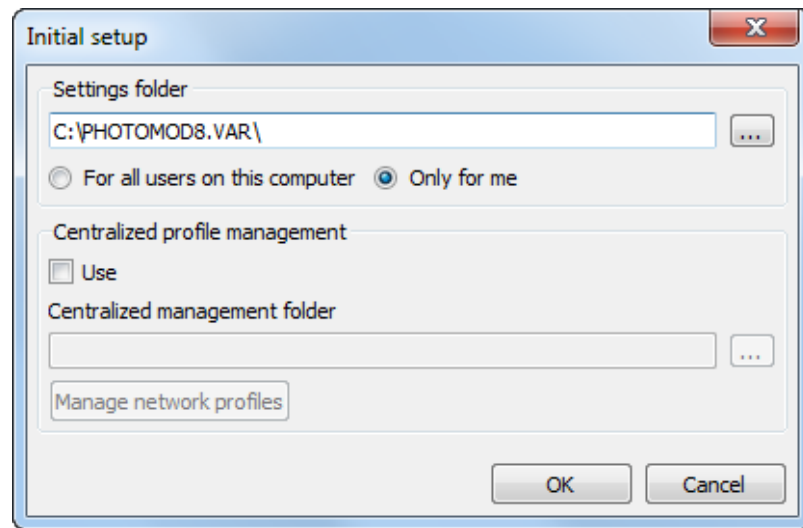 Initial setup
Settings folder
C:\PHOTOMOD8.VAR\
...
For all users on this computer Only for me
Centralized profile management
Use
Centralized management folder
...
Manage network profiles
OK Cancel